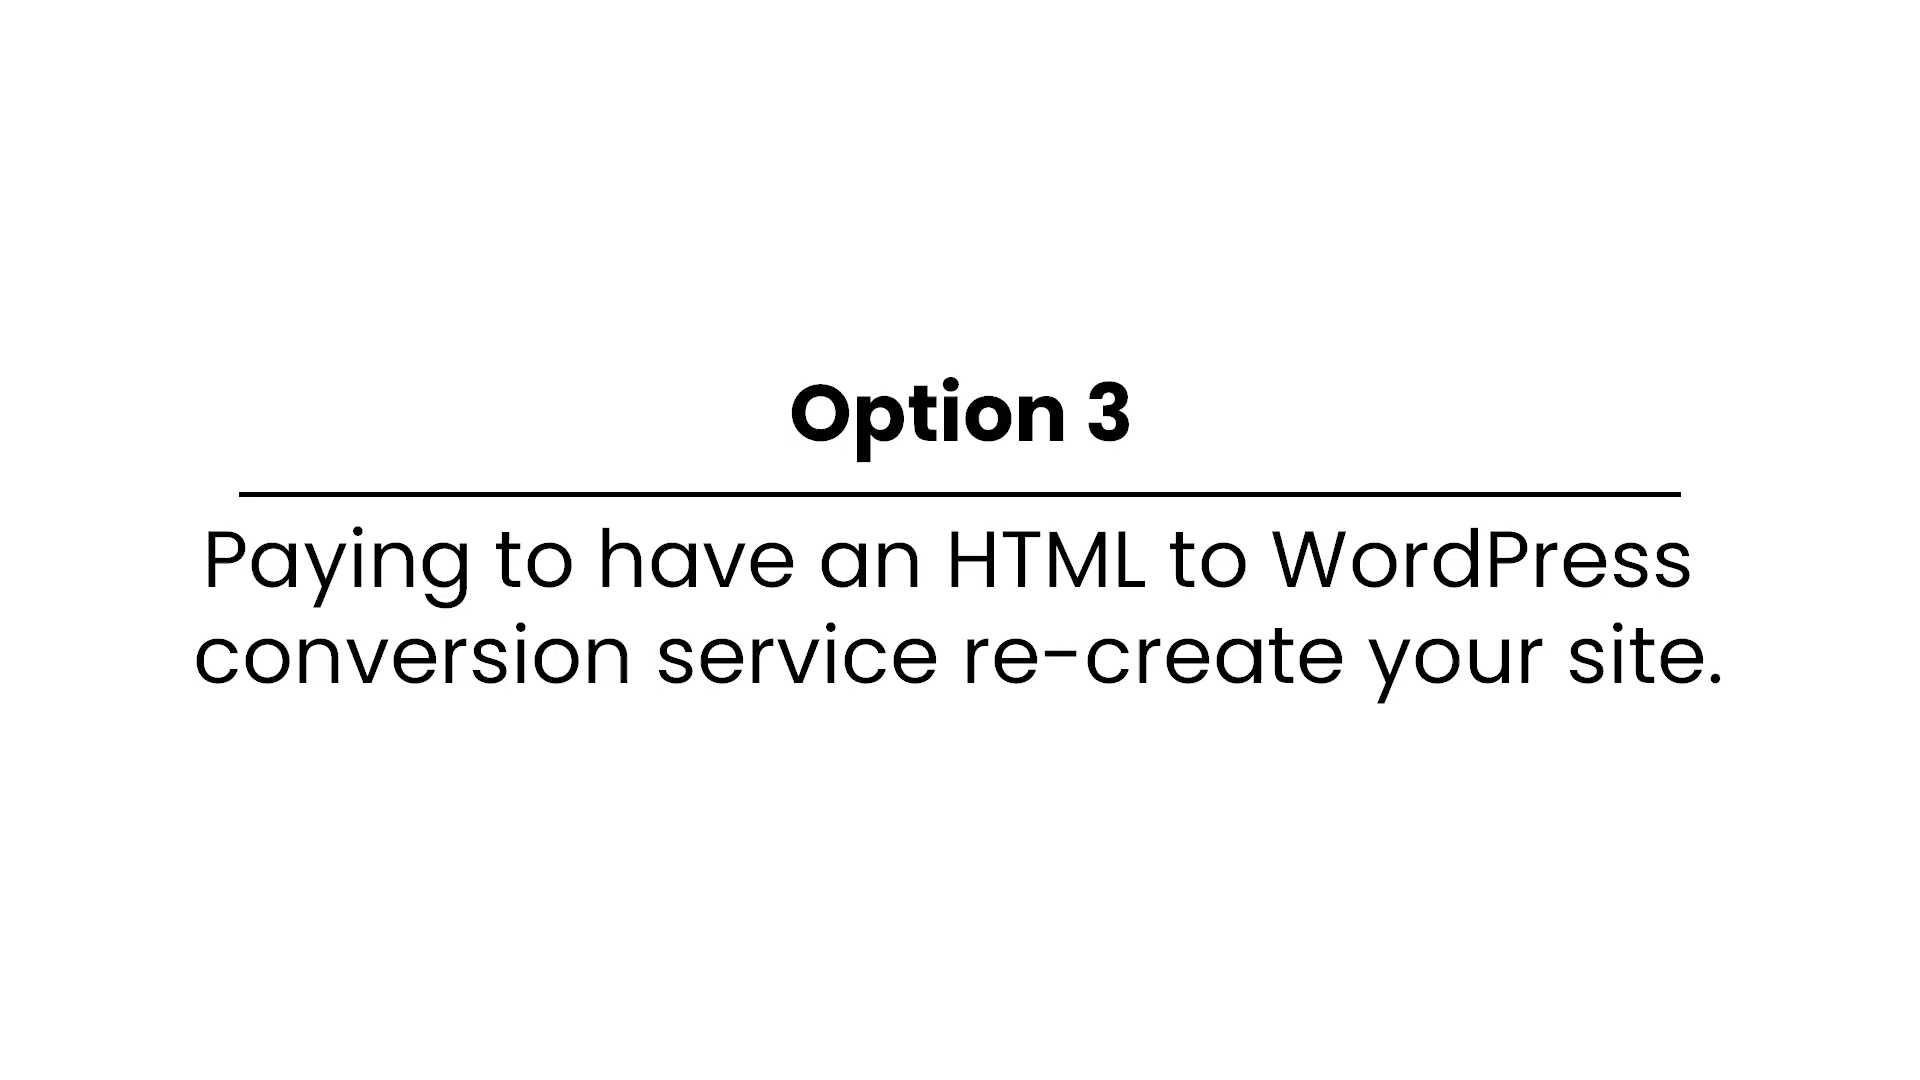 Option 3
Paying to have an HTML to WordPress
conversion service re-create your site.